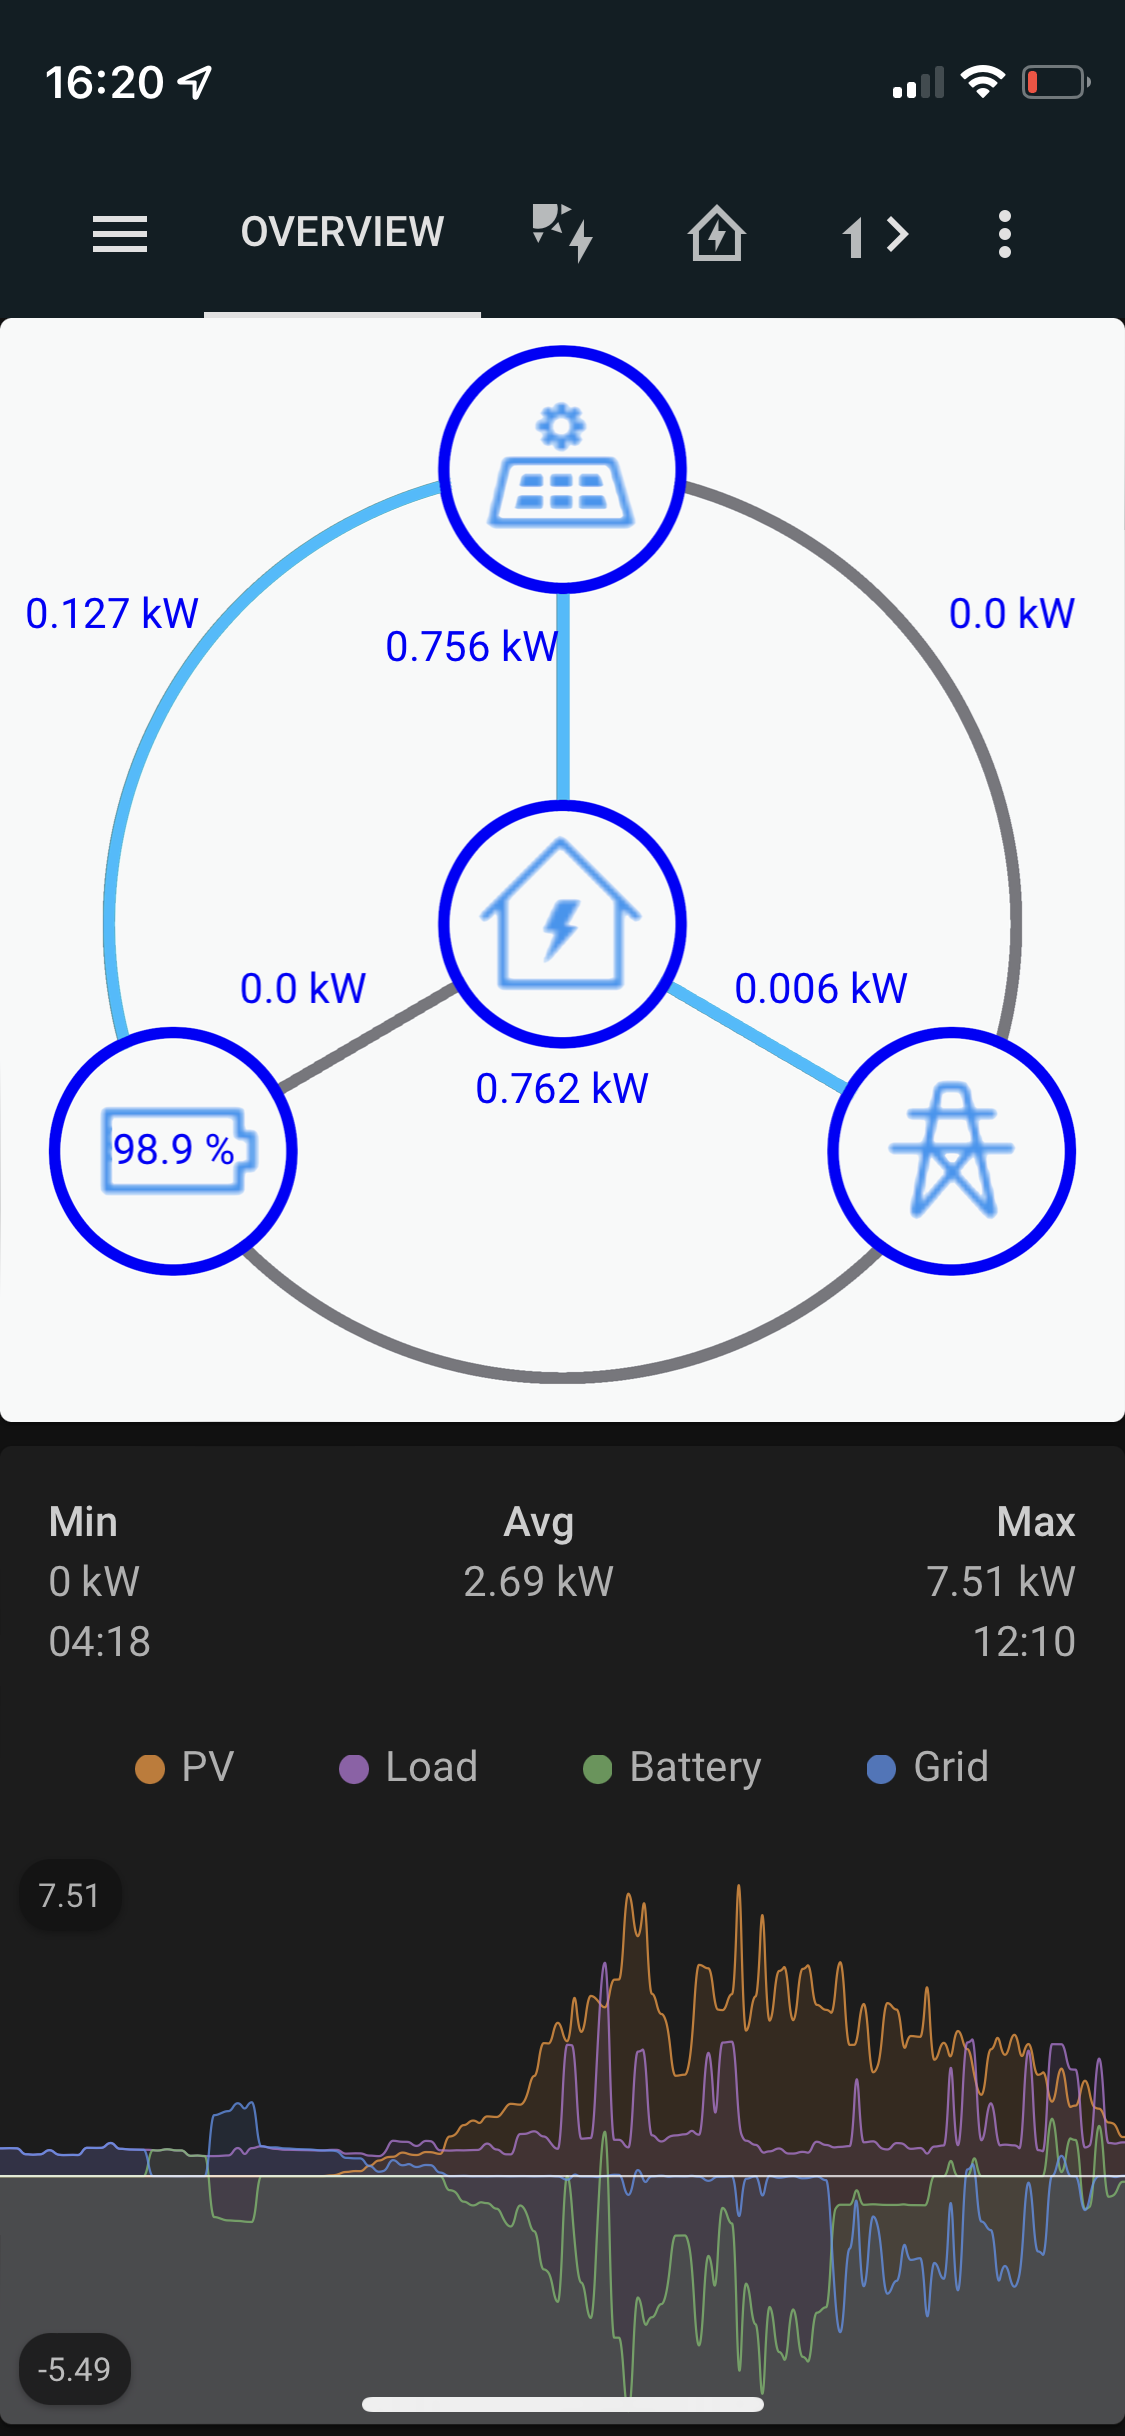 16:20
OVERVIEW
1
0.127 kW
0.0 kW
0.756 kW
0.0 kW
0.006 kW
0.762 kW
98.9 %
Min Avg Max
0 kW 2.69 kW 7.51 kW
04:18 12:10
PV Load Battery Grid
7.51
-5.49